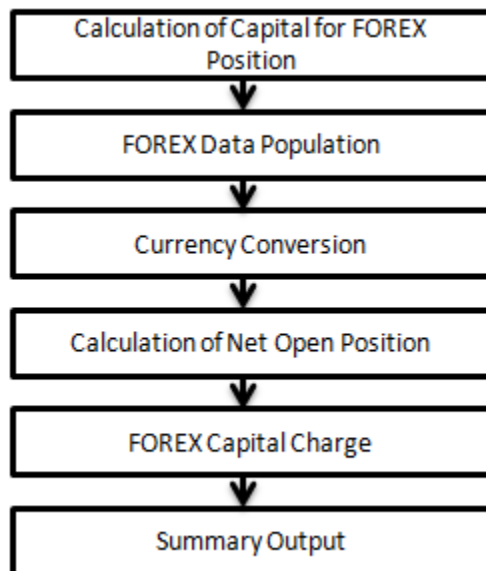 Calculation of Capital for FOREX
Position
FOREX Data Population
Currency Conversion
Calculation of Net Open Position
FOREX Capital Charge
Summary Output